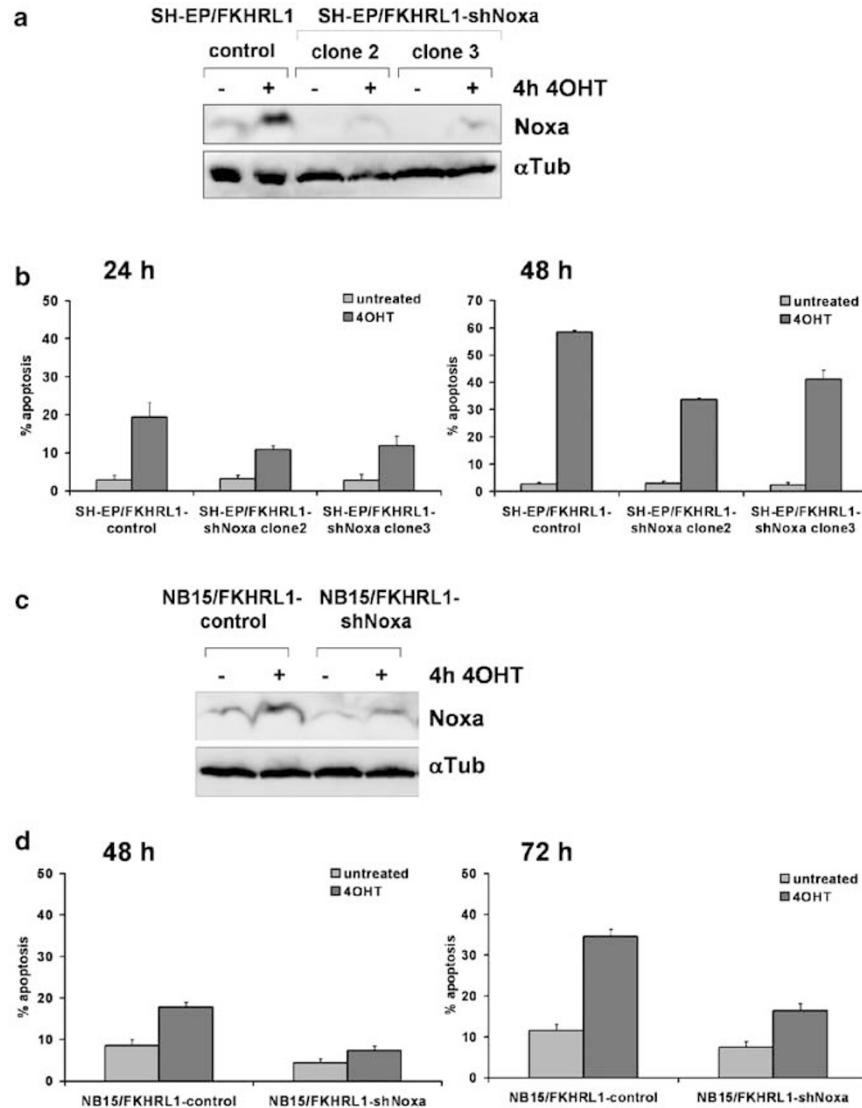 a
SH-EP/FKHRL1 SH-EP/FKHRL1-shNoxa
control clone 2 clone 3
- + - + - + 4h 4OHT
Noxa
αTub
b
24 h
untreated
4OHT
% apoptosis
50
40
30
20
10
0
SH-EP/FKHRL1- SH-EP/FKHRL1- SH-EP/FKHRL1-
control shNoxa clone2 shNoxa clone3
48 h
untreated
4OHT
% apoptosis
70
60
50
40
30
20
10
0
SH-EP/FKHRL1- SH-EP/FKHRL1- SH-EP/FKHRL1-
control shNoxa clone2 shNoxa clone3
c
NB15/FKHRL1- NB15/FKHRL1-
control shNoxa
- + - + 4h 4OHT
Noxa
αTub
d
48 h
untreated
4OHT
% apoptosis
50
40
30
20
10
0
NB15/FKHRL1-control NB15/FKHRL1-shNoxa
72 h
untreated
4OHT
% apoptosis
50
40
30
20
10
0
NB15/FKHRL1-control NB15/FKHRL1-shNoxa